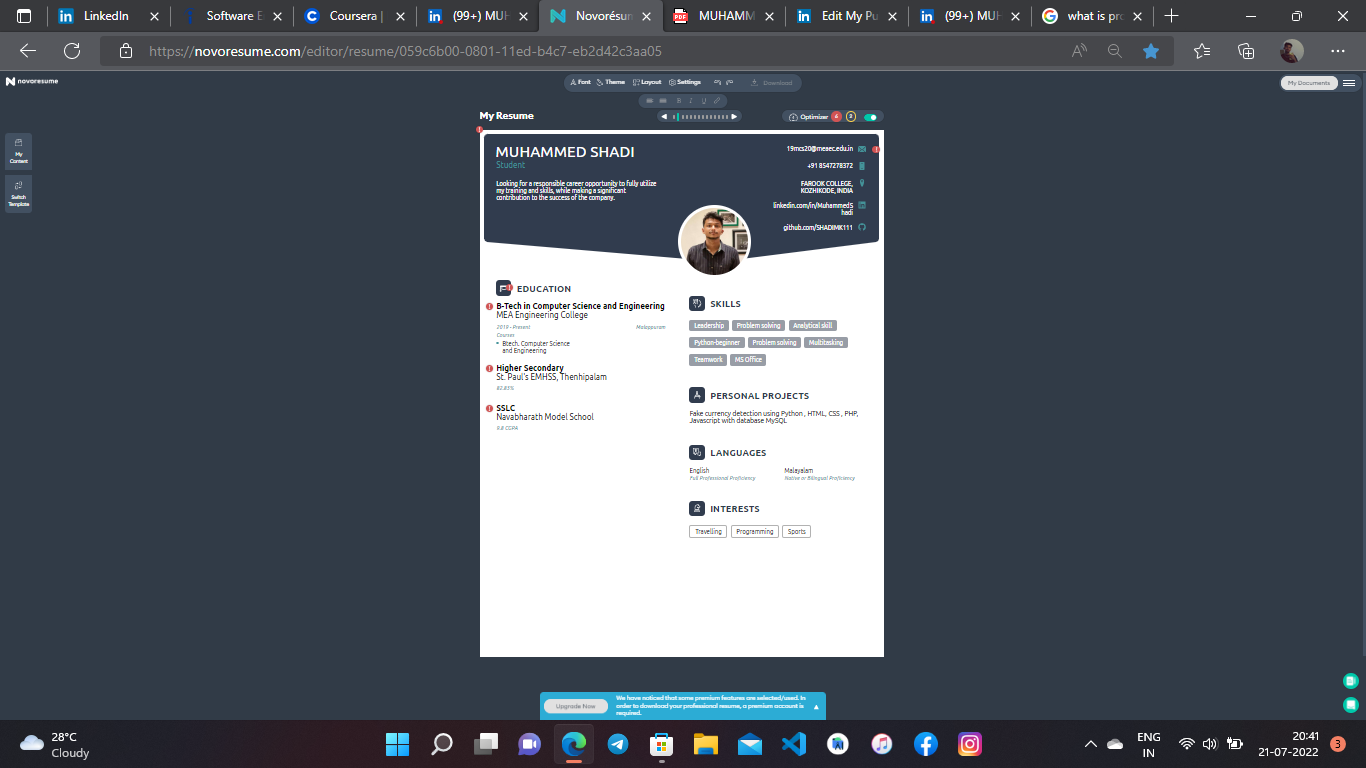 LinkedIn
Software E
Coursera |
(99+) MUH
Novorésum
MUHAMM
Edit My Pu
(99+) MUH
what is pro
https://novoresume.com/editor/resume/059c6b00-0801-11ed-b4c7-eb2d42c3aa05
novoresume
Font
Theme
Layout
Settings
Download
My Documents
B I U
My Resume
Optimizer 6 8
My Content
Switch Template
MUHAMMED SHADI
Student
Looking for a responsible career opportunity to fully utilize
my training and skills, while making a significant
contribution to the success of the company.
19mcs20@meaec.edu.in
+91 8547278372
FAROOK COLLEGE,
KOZHIKODE, INDIA
linkedin.com/in/MuhammedS
hadi
github.com/SHADIMK111
EDUCATION
B-Tech in Computer Science and Engineering
MEA Engineering College
2019 - Present
Malappuram
Courses
Btech. Computer Science
and Engineering
Higher Secondary
St. Paul's EMHSS, Thenhipalam
82.83%
SSLC
Navabharath Model School
9.8 CGPA
SKILLS
Leadership
Problem solving
Analytical skill
Python-beginner
Problem solving
Multitasking
Teamwork
MS Office
PERSONAL PROJECTS
Fake currency detection using Python , HTML, CSS , PHP,
Javascript with database MySQL
LANGUAGES
English
Full Professional Proficiency
Malayalam
Native or Bilingual Proficiency
INTERESTS
Travelling
Programming
Sports
Upgrade Now
We have noticed that some premium features are selected/used. In
order to download your professional resume, a premium account is
required.
28°C
Cloudy
ENG
IN
20:41
21-07-2022
3